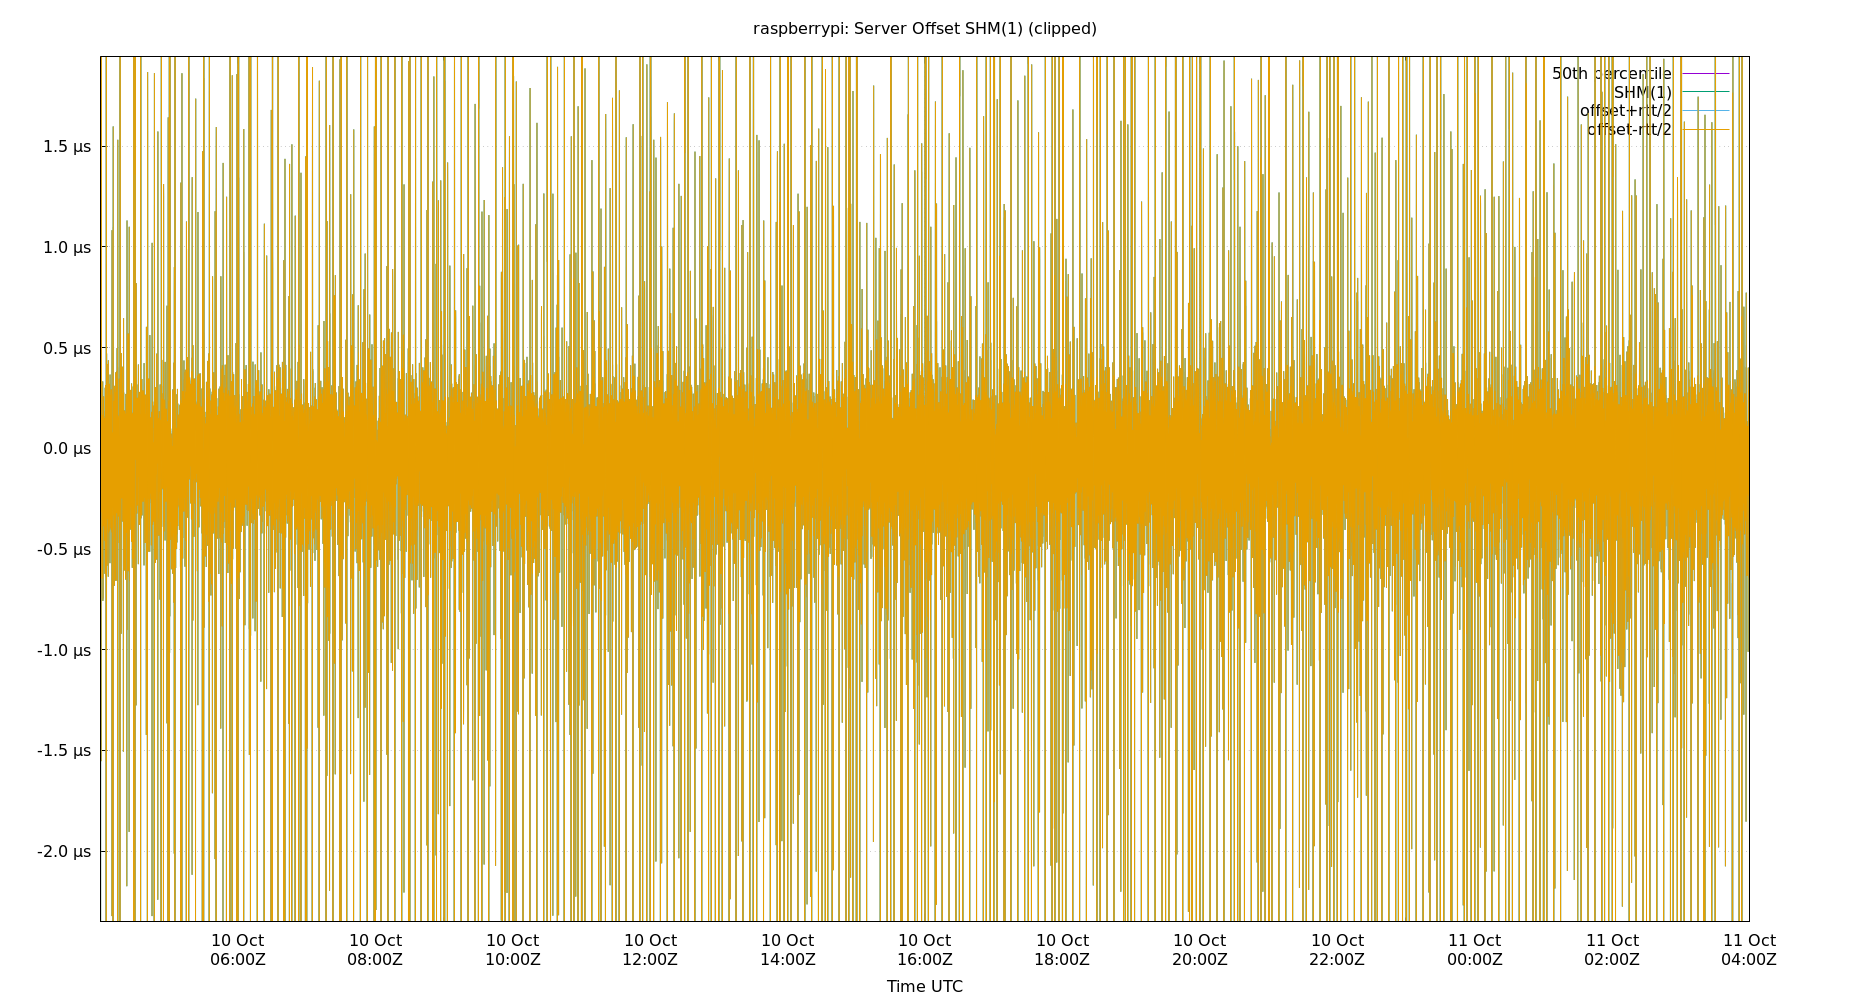 raspberrypi: Server Offset SHM(1) (clipped)
50th percentile
SHM(1)
offset+rtt/2
offset-rtt/2
1.5 µs
1.0 µs
0.5 µs
0.0 µs
-0.5 µs
-1.0 µs
-1.5 µs
-2.0 µs
10 Oct 10 Oct 10 Oct 10 Oct 10 Oct 10 Oct 10 Oct 10 Oct 10 Oct 11 Oct 11 Oct 11 Oct
06:00Z 08:00Z 10:00Z 12:00Z 14:00Z 16:00Z 18:00Z 20:00Z 22:00Z 00:00Z 02:00Z 04:00Z
Time UTC